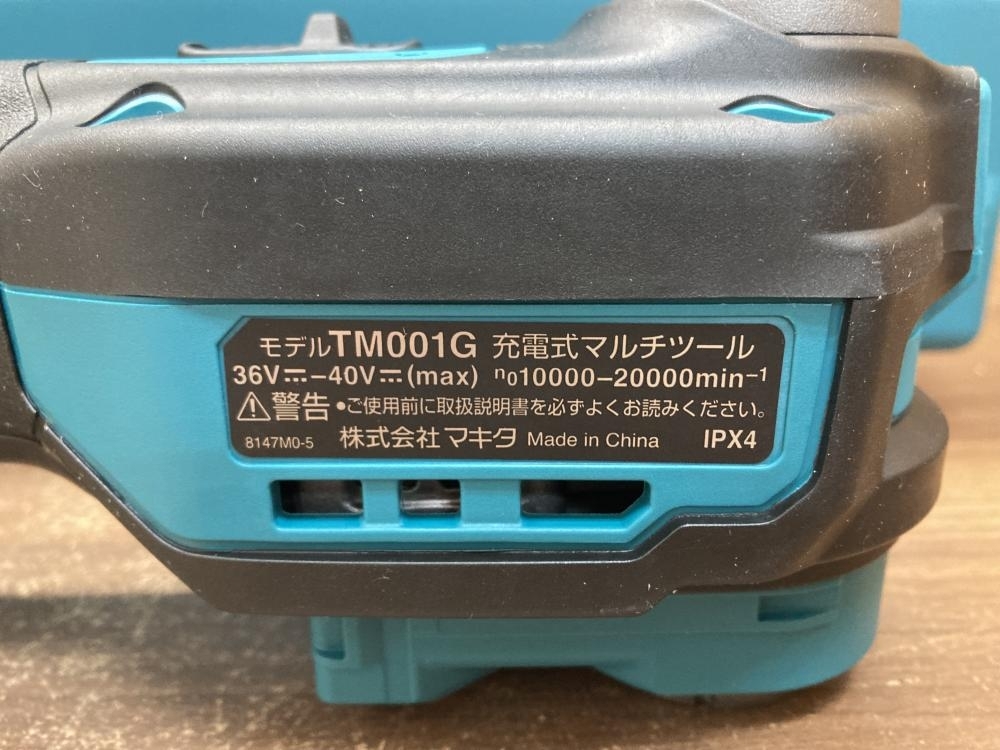 モデルTM001G 充電式マルチツール
36V⎓–40V⎓(max) n₀10000–20000min⁻¹
⚠警告 •ご使用前に取扱説明書を必ずよくお読みください。
8147M0-5 株式会社 マキタ Made in China IPX4